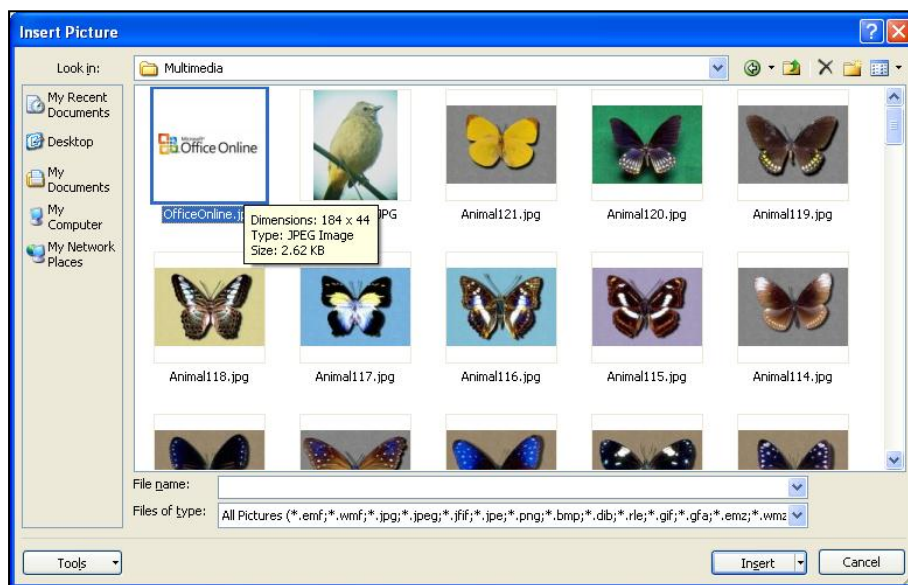 Insert Picture
Look in:
Multimedia
My Recent
Documents
Desktop
My
Documents
My
Computer
My Network
Places
Microsoft
Office Online
OfficeOnline.j
JPG
Animal121.jpg
Animal120.jpg
Animal119.jpg
Dimensions: 184 x 44
Type: JPEG Image
Size: 2.62 KB
Animal118.jpg
Animal117.jpg
Animal116.jpg
Animal115.jpg
Animal114.jpg
File name:
Files of type: All Pictures (*.emf;*.wmf;*.jpg;*.jpeg;*.jfif;*.jpe;*.png;*.bmp;*.dib;*.rle;*.gif;*.gfa;*.emz;*.wmz
Tools
Insert
Cancel